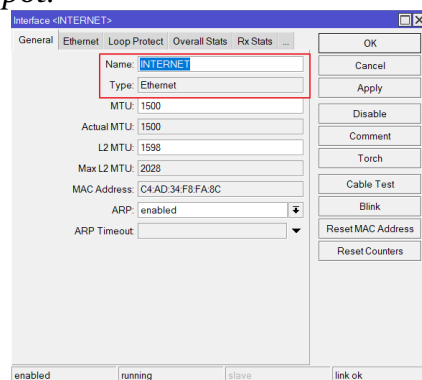 pot.
Interface <INTERNET>
General Ethernet Loop Protect Overall Stats Rx Stats ...
Name: INTERNET
Type: Ethernet
MTU: 1500
Actual MTU: 1500
L2 MTU: 1598
Max L2 MTU: 2028
MAC Address: C4:AD:34:F8:FA:8C
ARP: enabled
ARP Timeout:
OK
Cancel
Apply
Disable
Comment
Torch
Cable Test
Blink
Reset MAC Address
Reset Counters
enabled running slave link ok